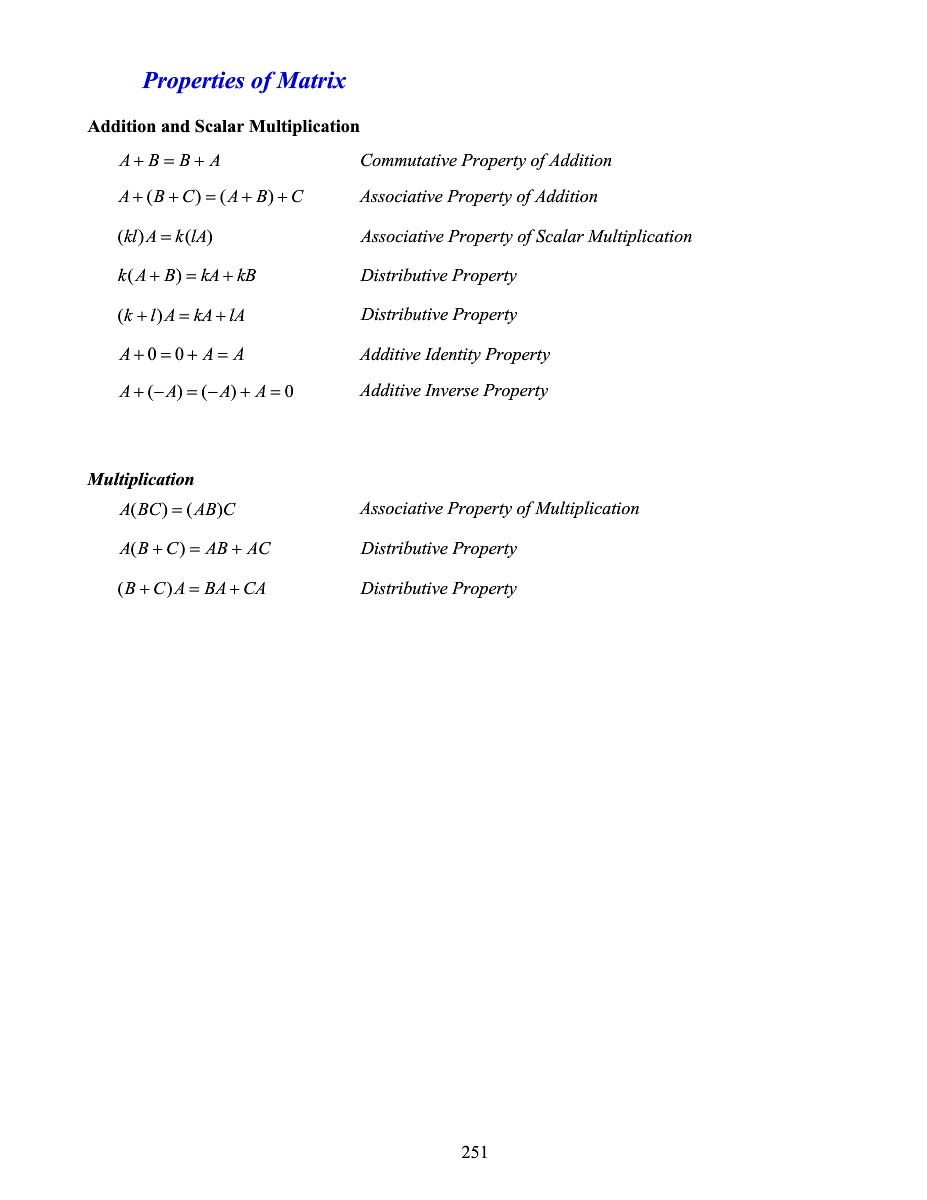 Properties of Matrix
Addition and Scalar Multiplication
A + B = B + A Commutative Property of Addition
A + (B + C) = (A + B) + C Associative Property of Addition
(kl)A = k(lA) Associative Property of Scalar Multiplication
k(A + B) = kA + kB Distributive Property
(k + l)A = kA + lA Distributive Property
A + 0 = 0 + A = A Additive Identity Property
A + (−A) = (−A) + A = 0 Additive Inverse Property
Multiplication
A(BC) = (AB)C Associative Property of Multiplication
A(B + C) = AB + AC Distributive Property
(B + C)A = BA + CA Distributive Property
251